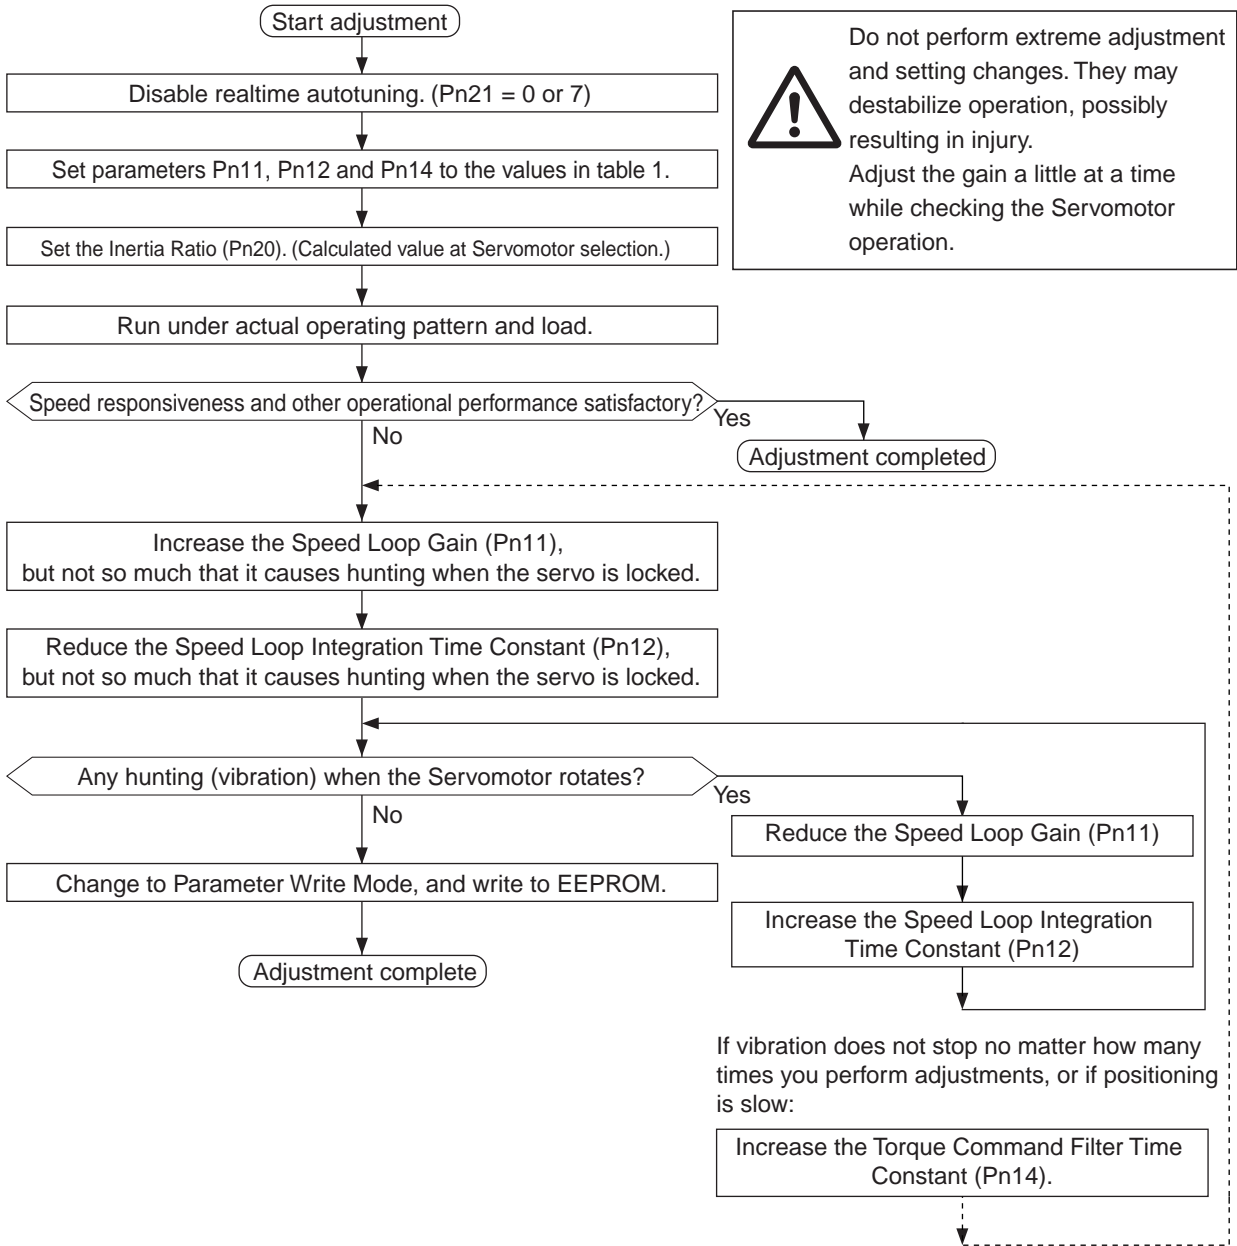 Start adjustment
Disable realtime autotuning. (Pn21 = 0 or 7)
Set parameters Pn11, Pn12 and Pn14 to the values in table 1.
Set the Inertia Ratio (Pn20). (Calculated value at Servomotor selection.)
Run under actual operating pattern and load.
Do not perform extreme adjustment
and setting changes. They may
destabilize operation, possibly
resulting in injury.
Adjust the gain a little at a time
while checking the Servomotor
operation.
Speed responsiveness and other operational performance satisfactory?
Yes
No
Adjustment completed
Increase the Speed Loop Gain (Pn11),
but not so much that it causes hunting when the servo is locked.
Reduce the Speed Loop Integration Time Constant (Pn12),
but not so much that it causes hunting when the servo is locked.
Any hunting (vibration) when the Servomotor rotates?
Yes
No
Reduce the Speed Loop Gain (Pn11)
Change to Parameter Write Mode, and write to EEPROM.
Increase the Speed Loop Integration
Time Constant (Pn12)
Adjustment complete
If vibration does not stop no matter how many
times you perform adjustments, or if positioning
is slow:
Increase the Torque Command Filter Time
Constant (Pn14).